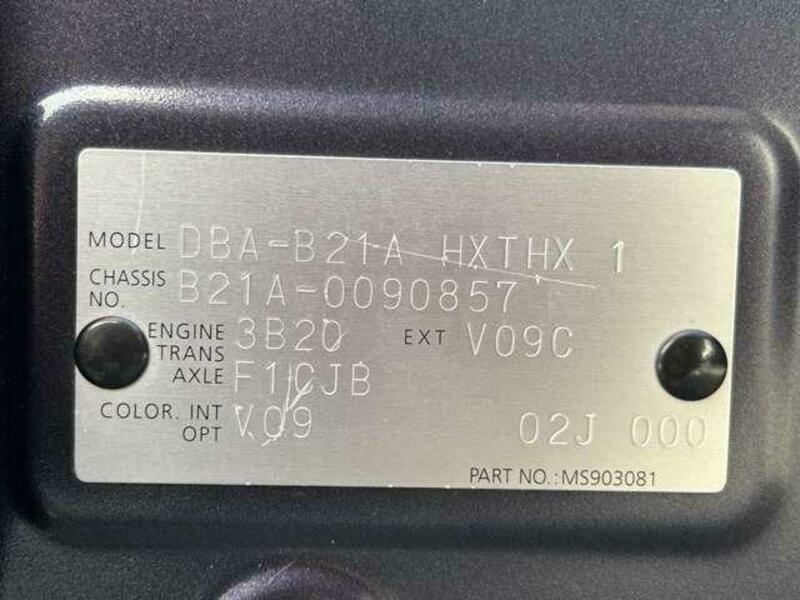 MODEL DBA-B21A HXTHX 1
CHASSIS NO. B21A-0090857
ENGINE 3B20 EXT V09C
TRANS AXLE F1CJB
COLOR. INT OPT V09 02J 000
PART NO.:MS903081